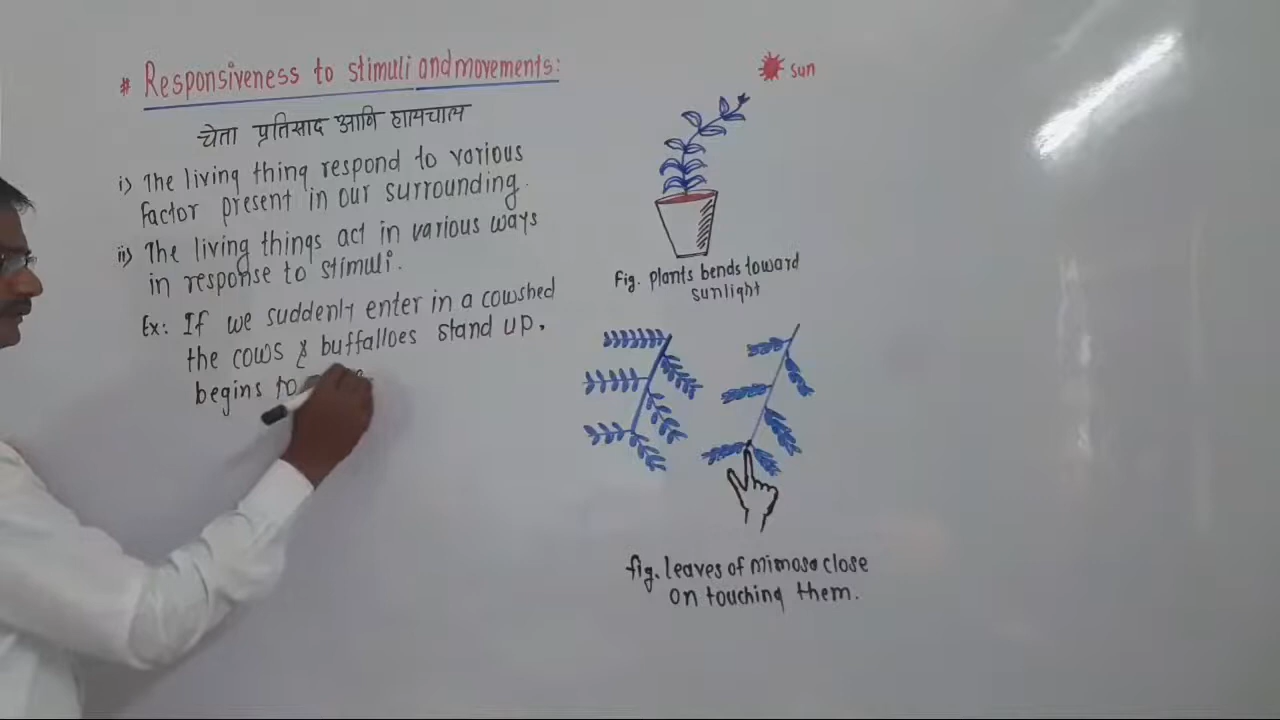 # Responsiveness to stimuli and movements:
चेता प्रतिसाद आणि हालचाल
i) The living thing respond to various
factor present in our surrounding.
ii) The living things act in various ways
in response to stimuli.
Ex: If we suddenly enter in a cowshed
the cows & buffalloes stand up,
begins to
sun
Fig. plants bends toward
sunlight
fig. leaves of mimosa close
on touching them.